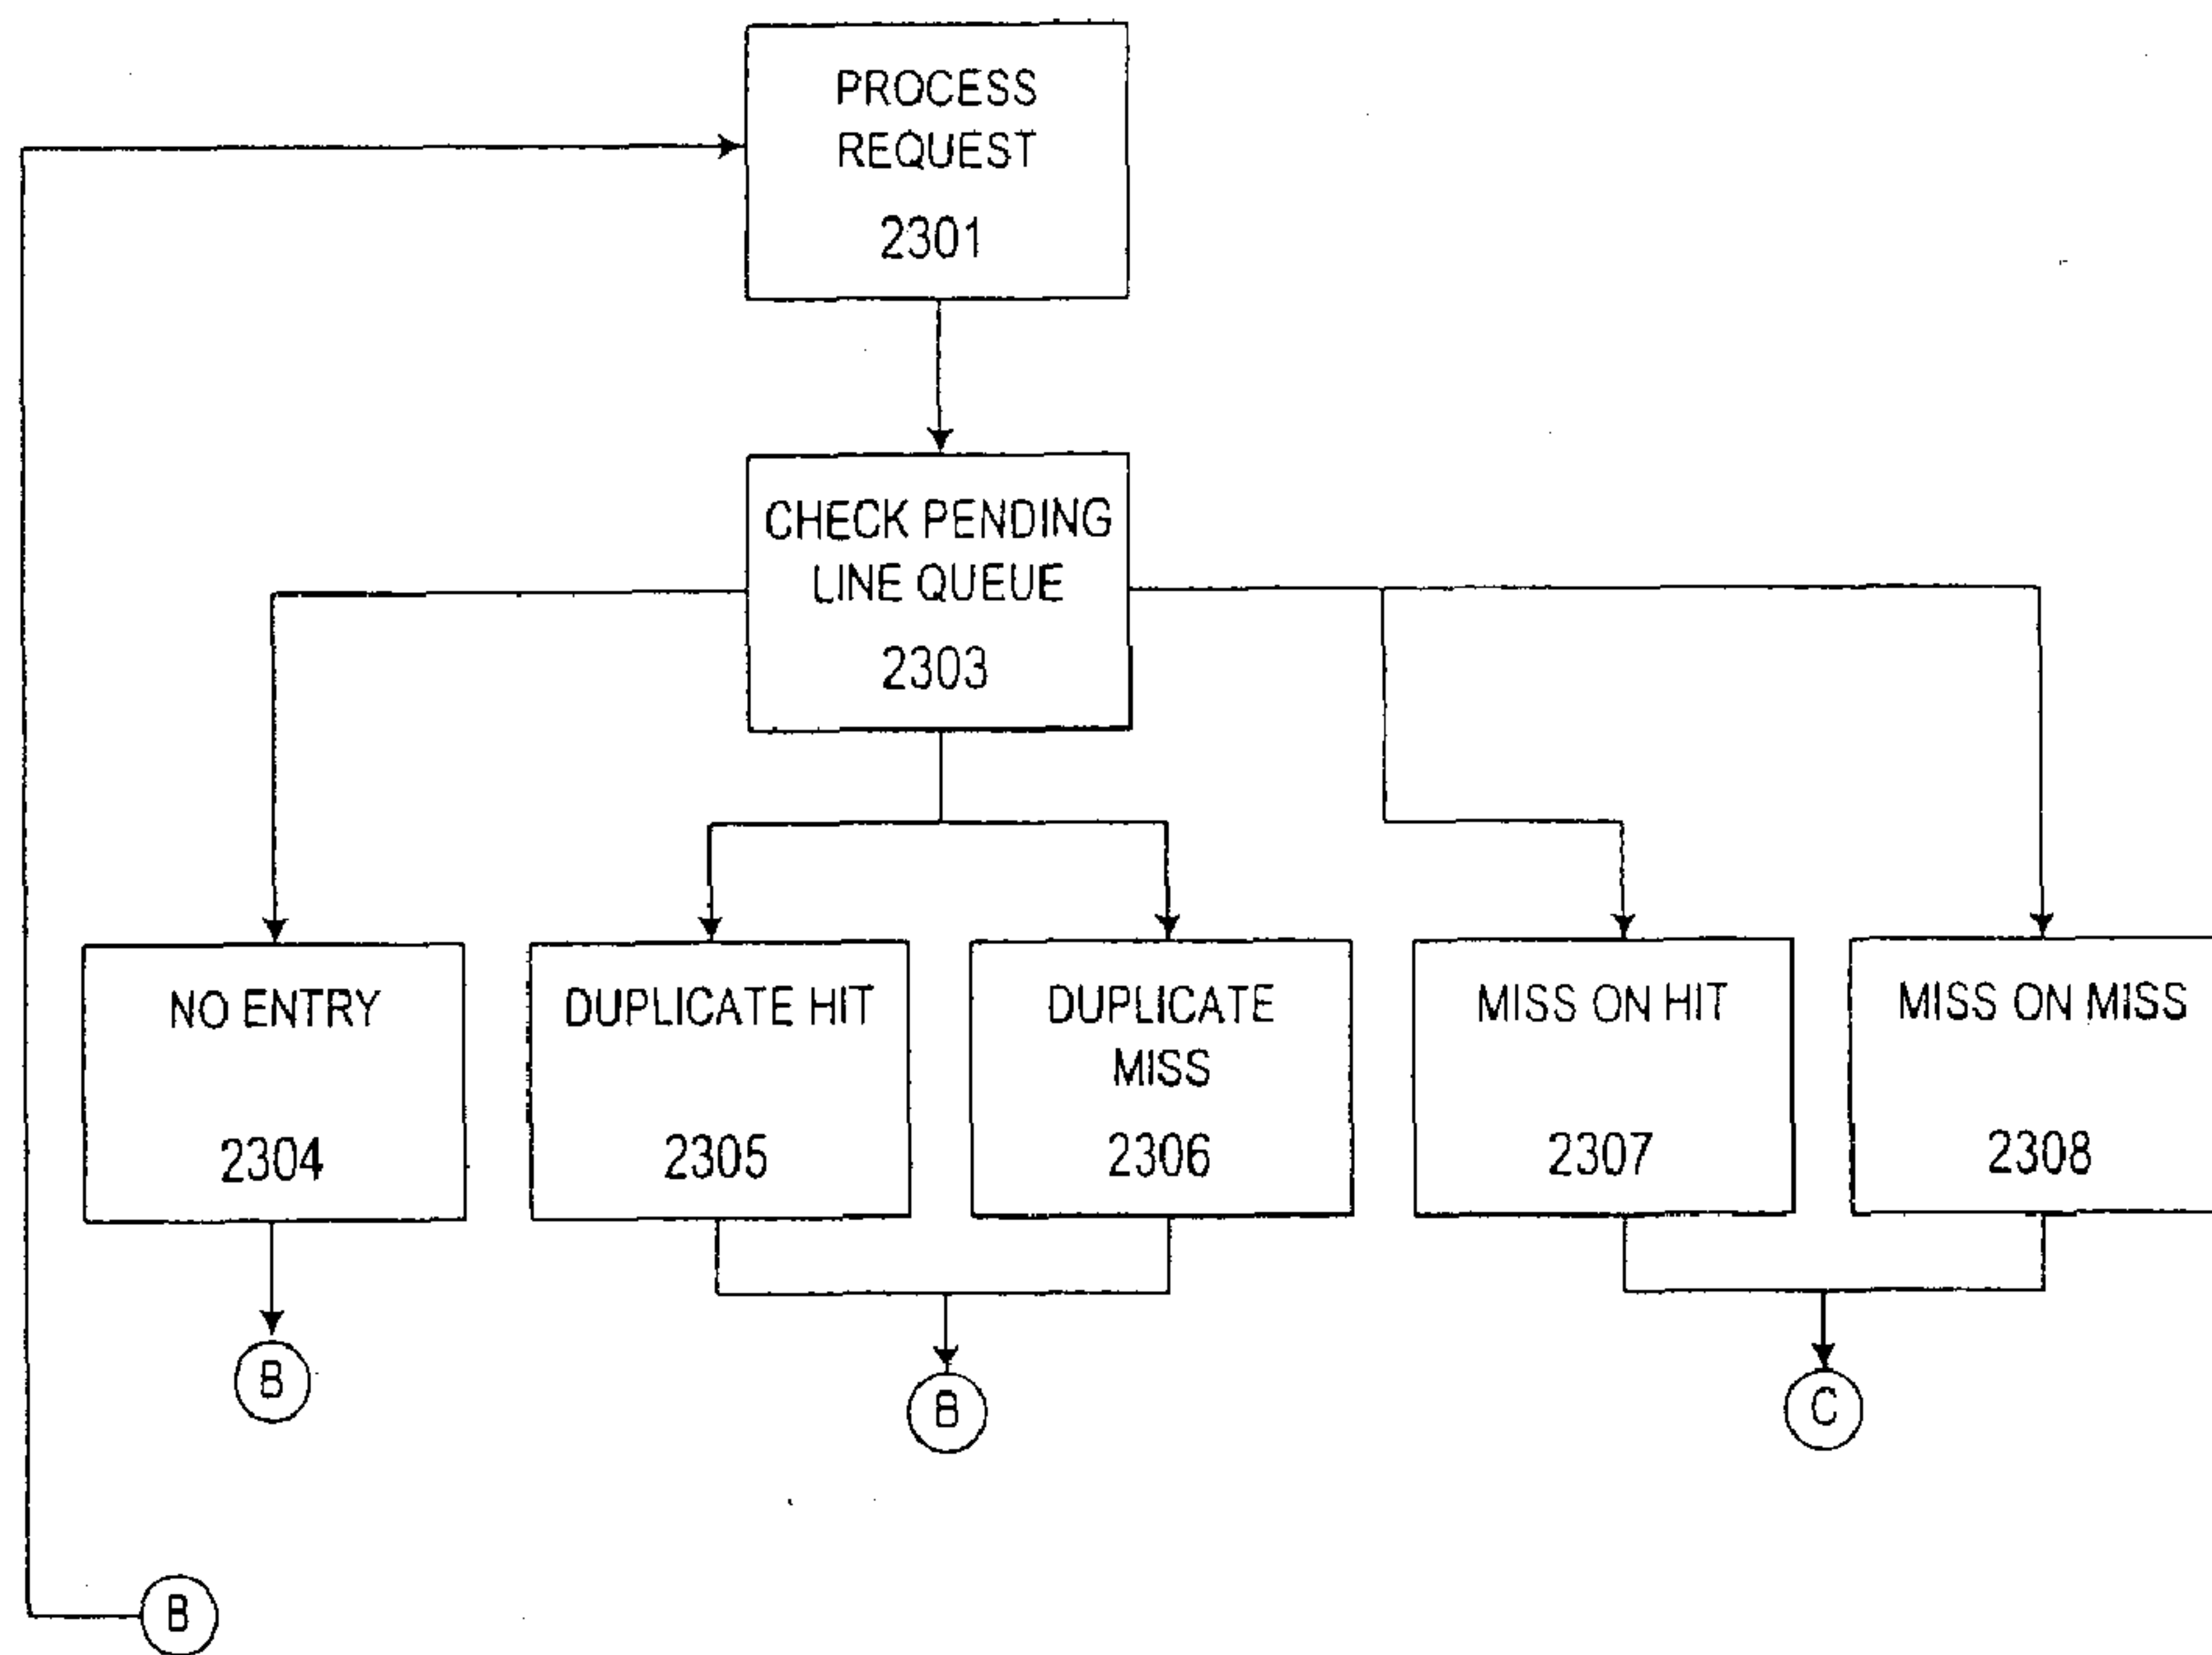 PROCESS
REQUEST
2301
CHECK PENDING
LINE QUEUE
2303
NO ENTRY
2304
DUPLICATE HIT
2305
DUPLICATE
MISS
2306
MISS ON HIT
2307
MISS ON MISS
2308
B
B
C
B